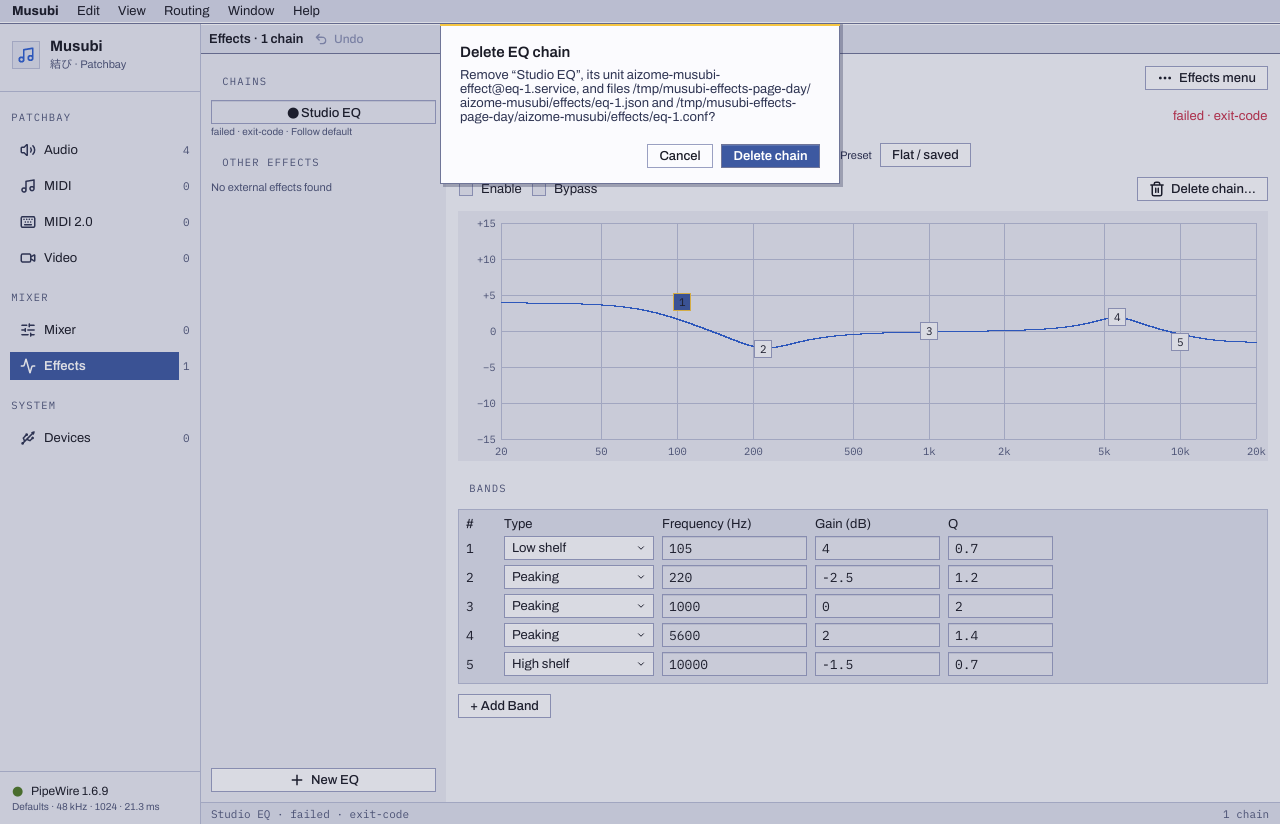 Musubi Edit View Routing Window Help
Musubi
結び · Patchbay
PATCHBAY
Audio 4
MIDI 0
MIDI 2.0 0
Video 0
MIXER
Mixer 0
Effects 1
SYSTEM
Devices 0
PipeWire 1.6.9
Defaults · 48 kHz · 1024 · 21.3 ms
Effects · 1 chain Undo
CHAINS
Studio EQ
failed · exit-code · Follow default
OTHER EFFECTS
No external effects found
New EQ
Delete EQ chain
Remove “Studio EQ”, its unit aizome-musubi-
effect@eq-1.service, and files /tmp/musubi-effects-page-day/
aizome-musubi/effects/eq-1.json and /tmp/musubi-effects-
page-day/aizome-musubi/effects/eq-1.conf?
Cancel Delete chain
Effects menu
failed · exit-code
Preset Flat / saved
Enable Bypass Delete chain…
+15
+10
+5
0
−5
−10
−15
1 2 3 4 5
20 50 100 200 500 1k 2k 5k 10k 20k
BANDS
# Type Frequency (Hz) Gain (dB) Q
1 Low shelf 105 4 0.7
2 Peaking 220 -2.5 1.2
3 Peaking 1000 0 2
4 Peaking 5600 2 1.4
5 High shelf 10000 -1.5 0.7
+ Add Band
Studio EQ · failed · exit-code 1 chain